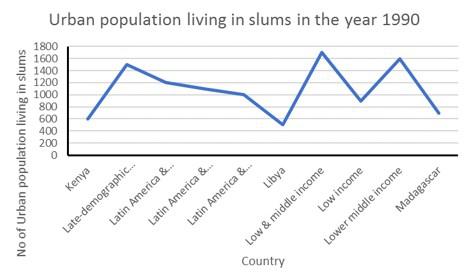 Urban population living in slums in the year 1990
No of Urban population living in slums
1800
1600
1400
1200
1000
800
600
400
200
0
Kenya
Late-demographic...
Latin America &...
Latin America &...
Latin America &...
Libya
Low & middle income
Low income
Lower middle income
Madagascar
Country